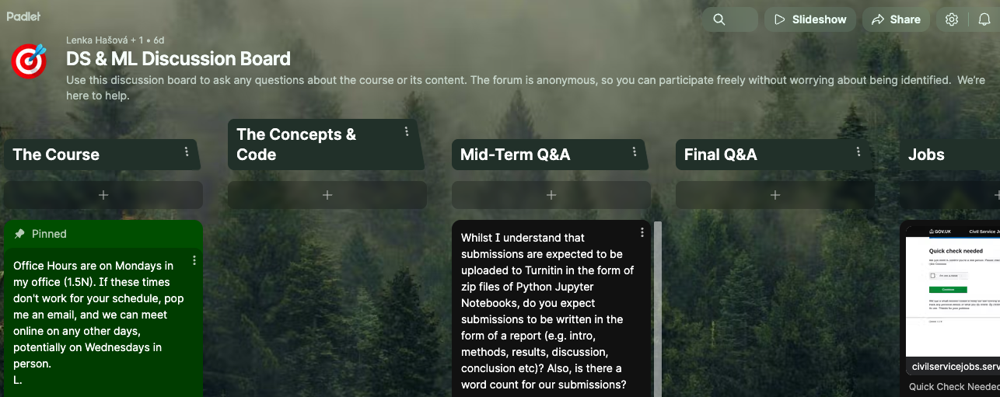 Padlet
Slideshow
Share
Lenka Hašová + 1 • 6d
DS & ML Discussion Board
Use this discussion board to ask any questions about the course or its content. The forum is anonymous, so you can participate freely without worrying about being identified. We're
here to help.
The Course
The Concepts &
Code
Mid-Term Q&A
Final Q&A
Jobs
Pinned
Office Hours are on Mondays in
my office (1.5N). If these times
don't work for your schedule, pop
me an email, and we can meet
online on any other days,
potentially on Wednesdays in
person.
L.
Whilst I understand that
submissions are expected to be
uploaded to Turnitin in the form of
zip files of Python Jupyter
Notebooks, do you expect
submissions to be written in the
form of a report (e.g. intro,
methods, results, discussion,
conclusion etc)? Also, is there a
word count for our submissions?
GOV.UK
Civil Service Jo
Quick check needed
Continue
civilservicejobs.serv
Quick Check Needed